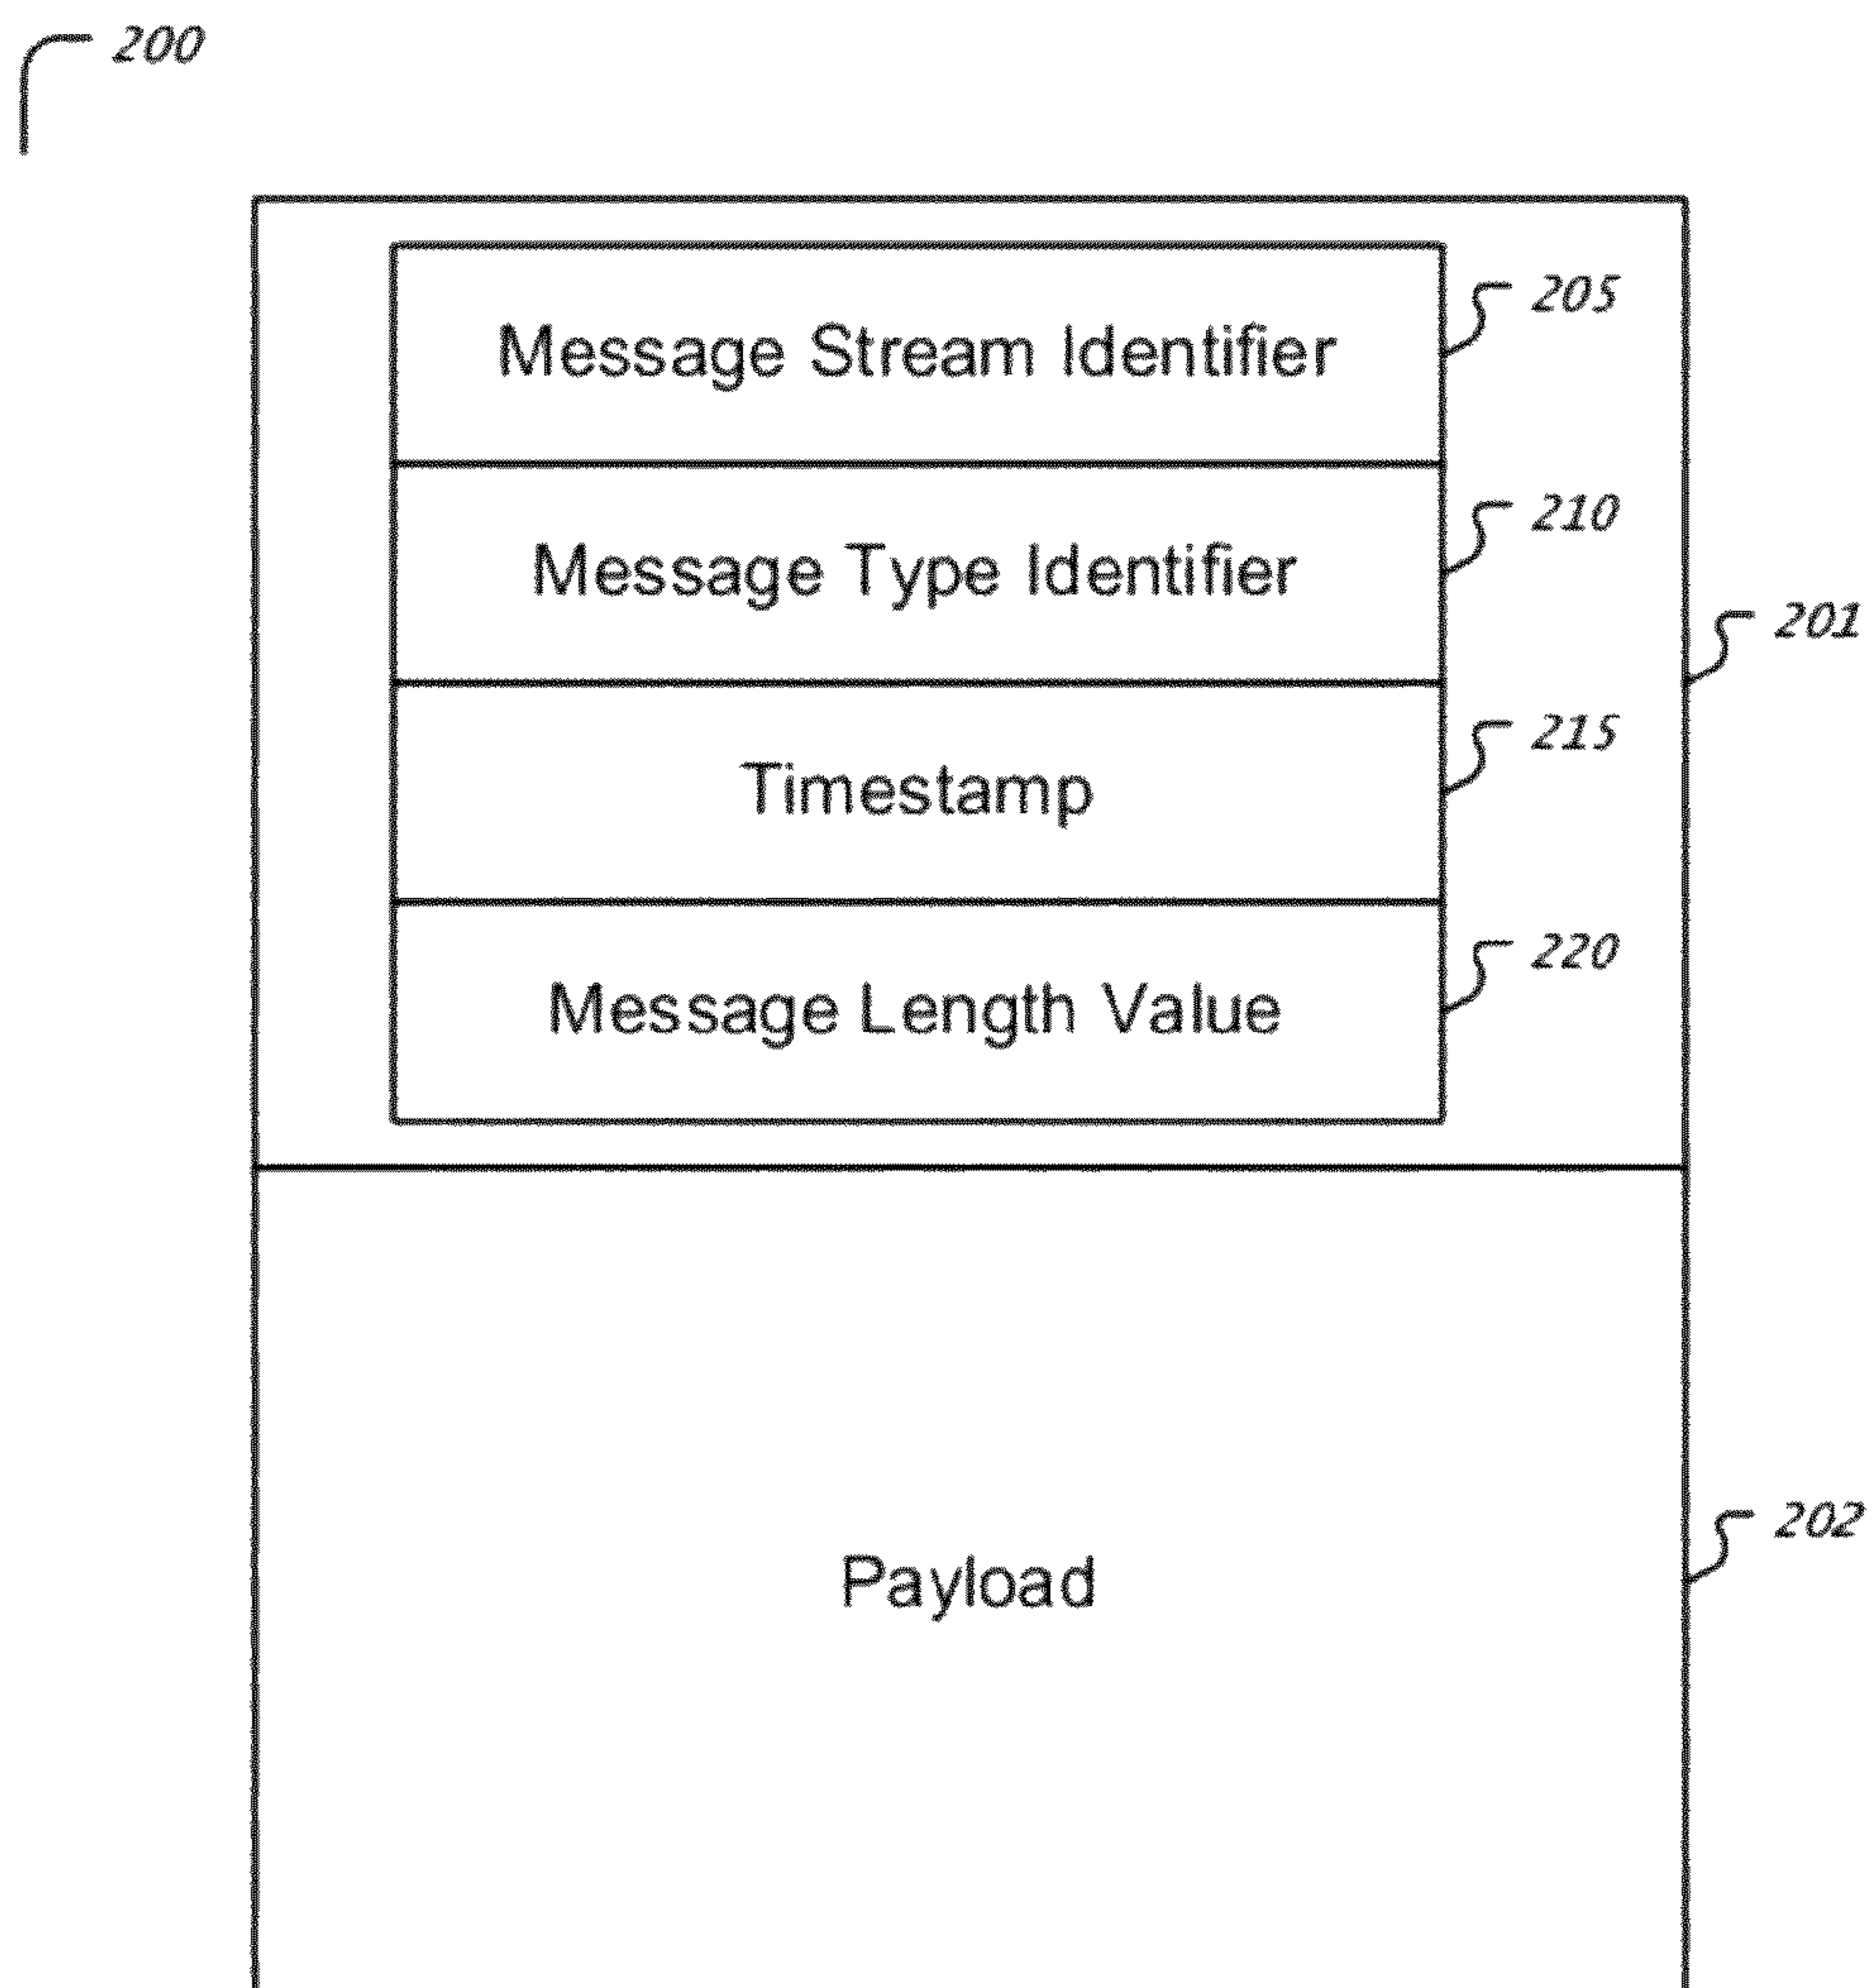 200
Message Stream Identifier
205
Message Type Identifier
210
201
Timestamp
215
Message Length Value
220
Payload
202